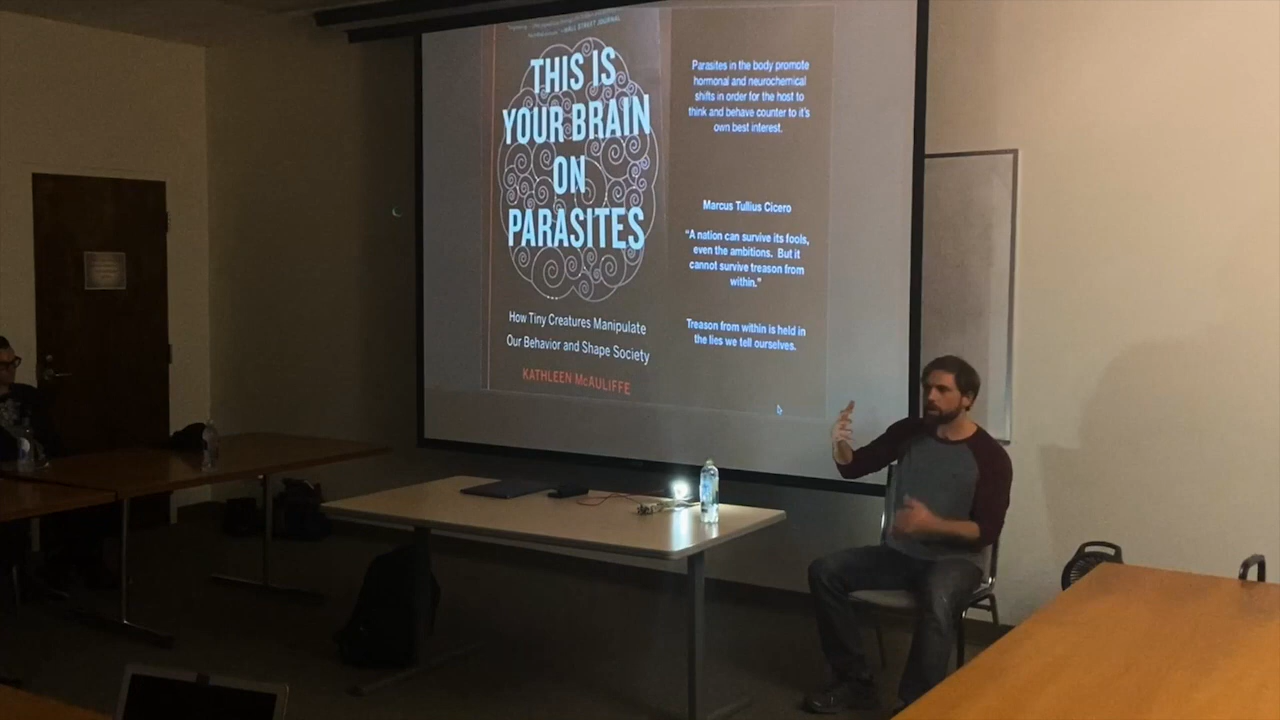 WALL STREET JOURNAL
THIS IS
YOUR BRAIN
ON
PARASITES
How Tiny Creatures Manipulate
Our Behavior and Shape Society
KATHLEEN McAULIFFE
Parasites in the body promote
hormonal and neurochemical
shifts in order for the host to
think and behave counter to it's
own best interest.
Marcus Tullius Cicero
"A nation can survive its fools,
even the ambitions. But it
cannot survive treason from
within."
Treason from within is held in
the lies we tell ourselves.